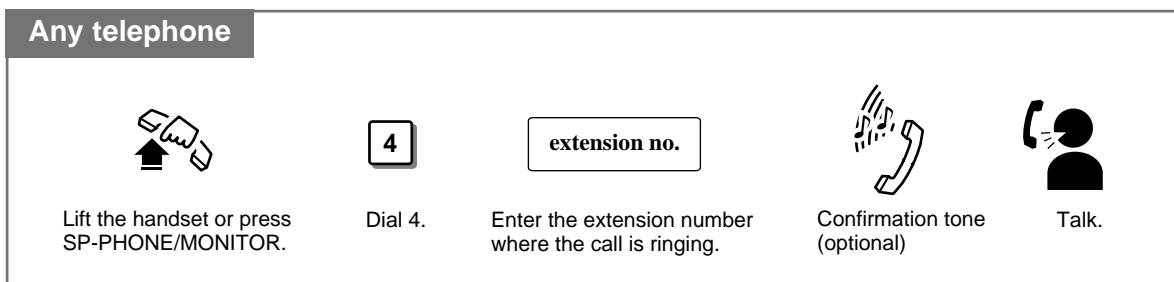 Any telephone
4
extension no.
Lift the handset or press
SP-PHONE/MONITOR.
Dial 4.
Enter the extension number
where the call is ringing.
Confirmation tone
(optional)
Talk.